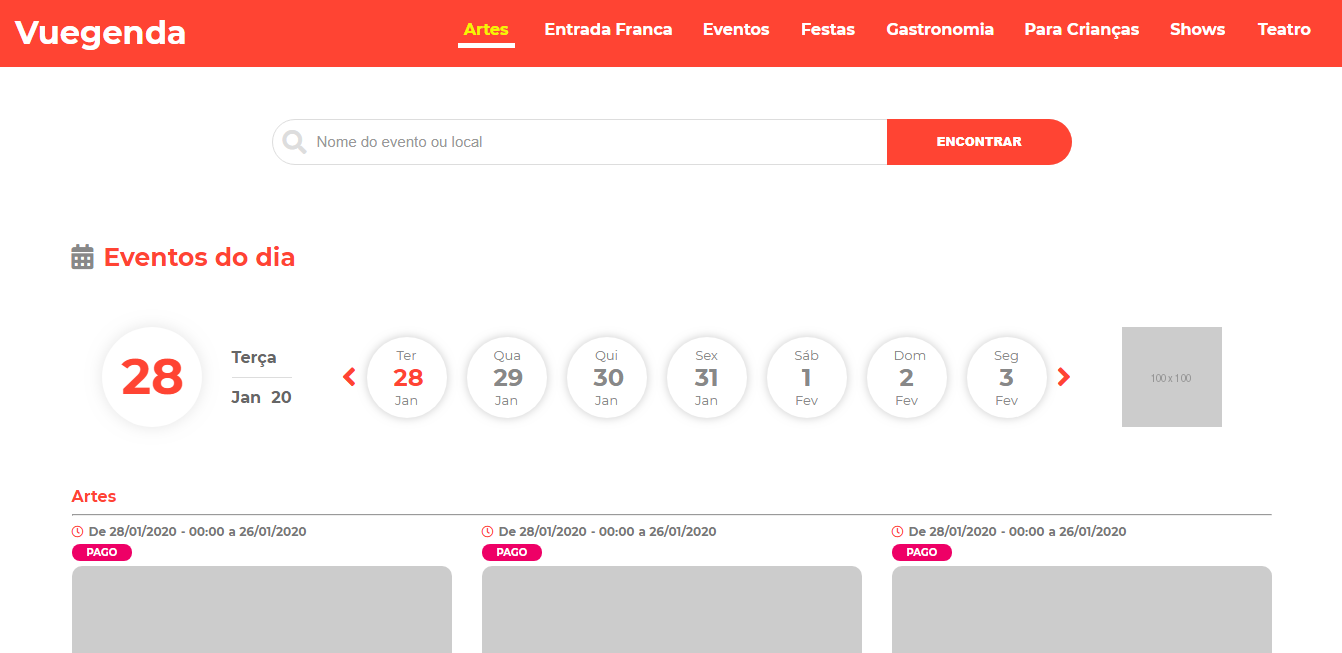 Vuegenda
Artes Entrada Franca Eventos Festas Gastronomia Para Crianças Shows Teatro
Nome do evento ou local ENCONTRAR
Eventos do dia
28 Terça
Jan 20
Ter Qua Qui Sex Sáb Dom Seg
28 29 30 31 1 2 3
Jan Jan Jan Jan Fev Fev Fev
100 x 100
Artes
De 28/01/2020 - 00:00 a 26/01/2020 De 28/01/2020 - 00:00 a 26/01/2020 De 28/01/2020 - 00:00 a 26/01/2020
PAGO PAGO PAGO